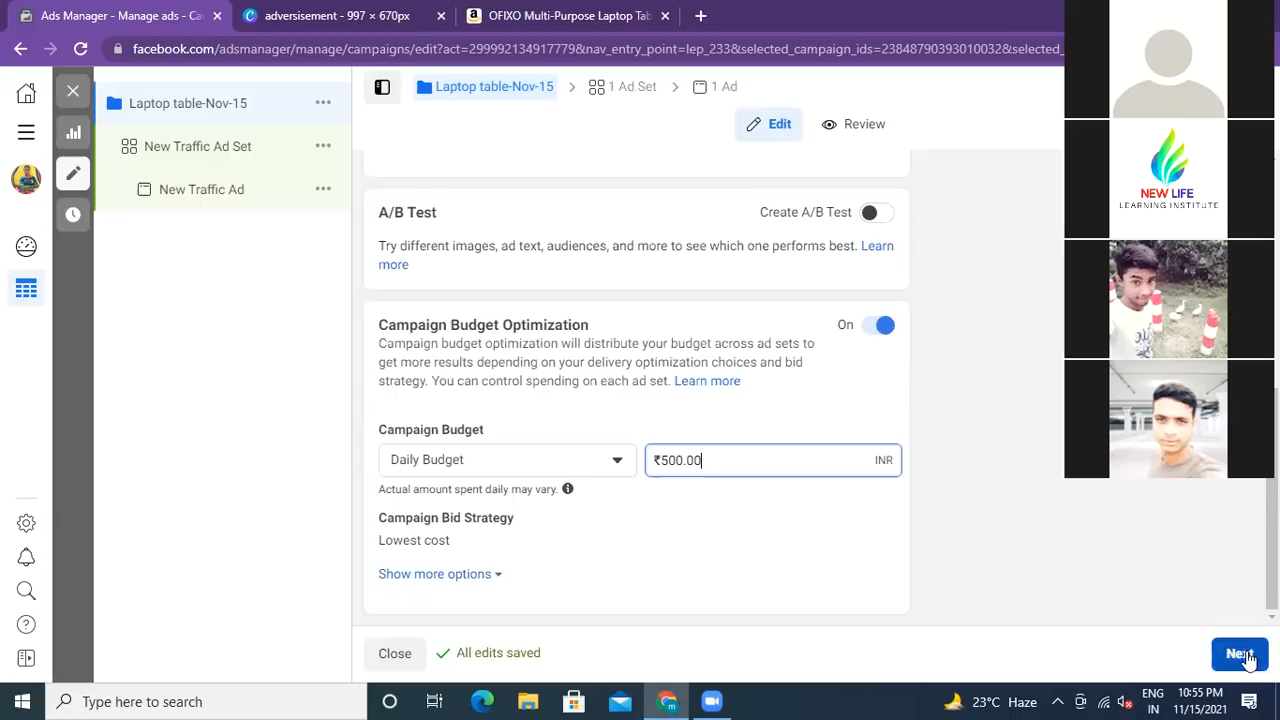 Ads Manager - Manage ads - Camp
advertisement - 997 × 670px
OFIXO Multi-Purpose Laptop Table
facebook.com/adsmanager/manage/campaigns/edit?act=299992134917779&nav_entry_point=lep_233&selected_campaign_ids=23848790393010032&selected_
Laptop table-Nov-15
New Traffic Ad Set
New Traffic Ad
Laptop table-Nov-15
1 Ad Set
1 Ad
Edit
Review
A/B Test
Create A/B Test
Try different images, ad text, audiences, and more to see which one performs best. Learn
more
Campaign Budget Optimization
On
Campaign budget optimization will distribute your budget across ad sets to
get more results depending on your delivery optimization choices and bid
strategy. You can control spending on each ad set. Learn more
Campaign Budget
Daily Budget
₹500.00
INR
Actual amount spent daily may vary.
Campaign Bid Strategy
Lowest cost
Show more options
Close
All edits saved
Next
NEW LIFE
LEARNING INSTITUTE
Type here to search
23°C Haze
ENG
IN
10:55 PM
11/15/2021